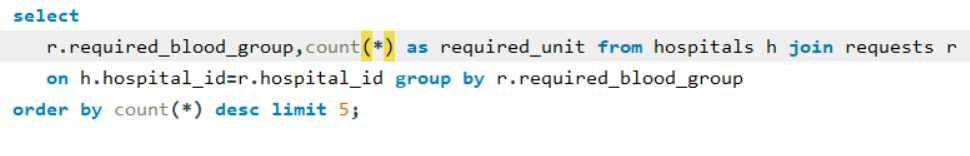 select
r.required_blood_group,count(*) as required_unit from hospitals h join requests r
on h.hospital_id=r.hospital_id group by r.required_blood_group
order by count(*) desc limit 5;